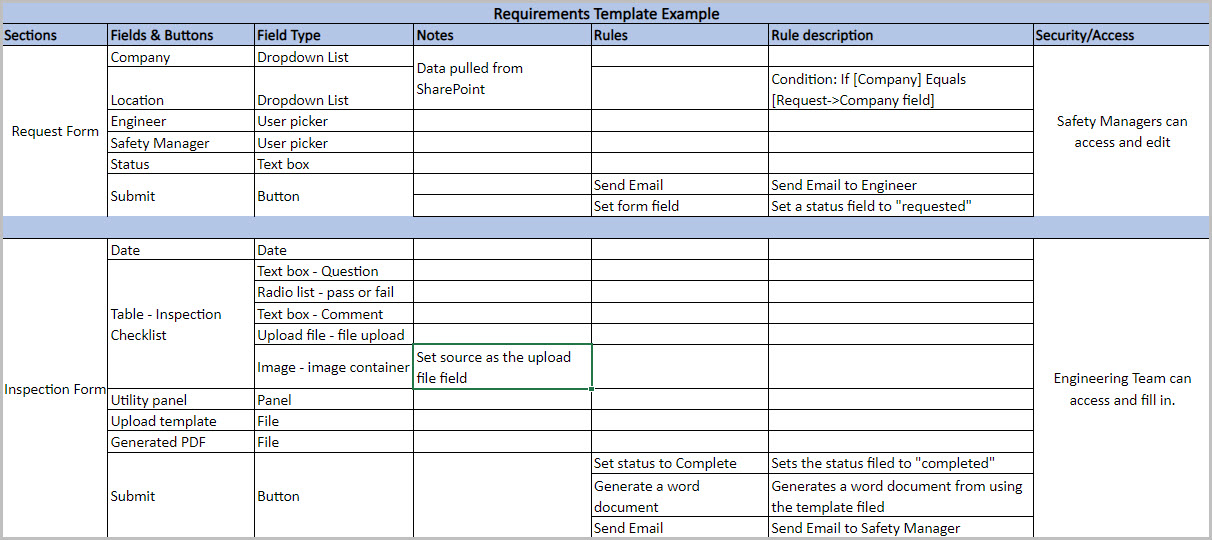 Requirements Template Example
Sections Fields & Buttons Field Type Notes Rules Rule description Security/Access
Request Form
Company Dropdown List
Data pulled from
SharePoint
Location Dropdown List
Condition: If [Company] Equals
[Request->Company field]
Engineer User picker
Safety Manager User picker
Status Text box
Submit Button
Send Email Send Email to Engineer
Set form field Set a status field to "requested"
Safety Managers can
access and edit
Inspection Form
Date Date
Table - Inspection
Checklist
Text box - Question
Radio list - pass or fail
Text box - Comment
Upload file - file upload
Image - image container
Set source as the upload
file field
Utility panel Panel
Upload template File
Generated PDF File
Submit Button
Set status to Complete Sets the status filed to "completed"
Generate a word
document
Generates a word document from using
the template filed
Send Email Send Email to Safety Manager
Engineering Team can
access and fill in.